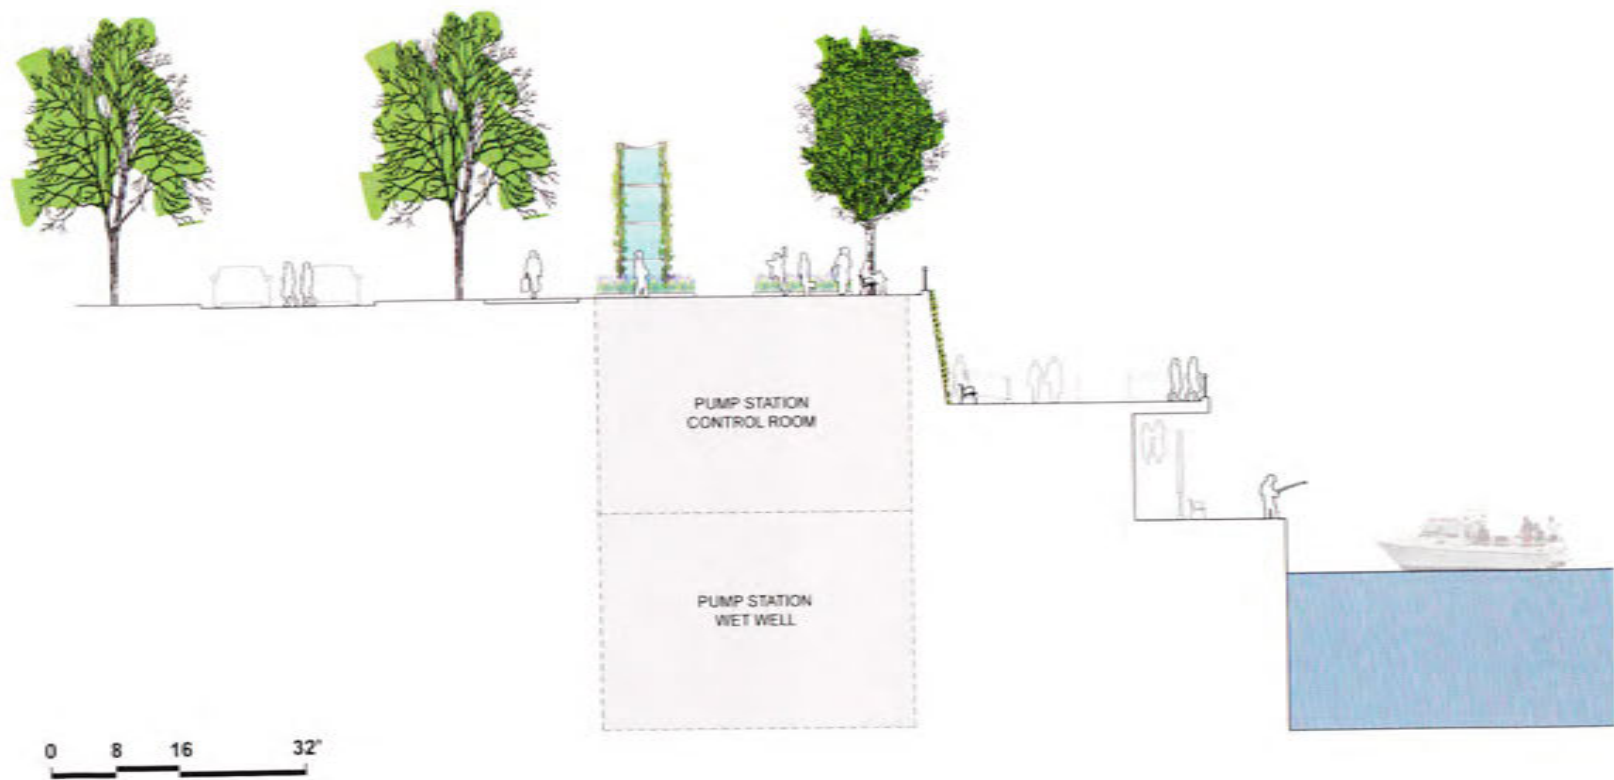 PUMP STATION
CONTROL ROOM
PUMP STATION
WET WELL
0 8 16 32'